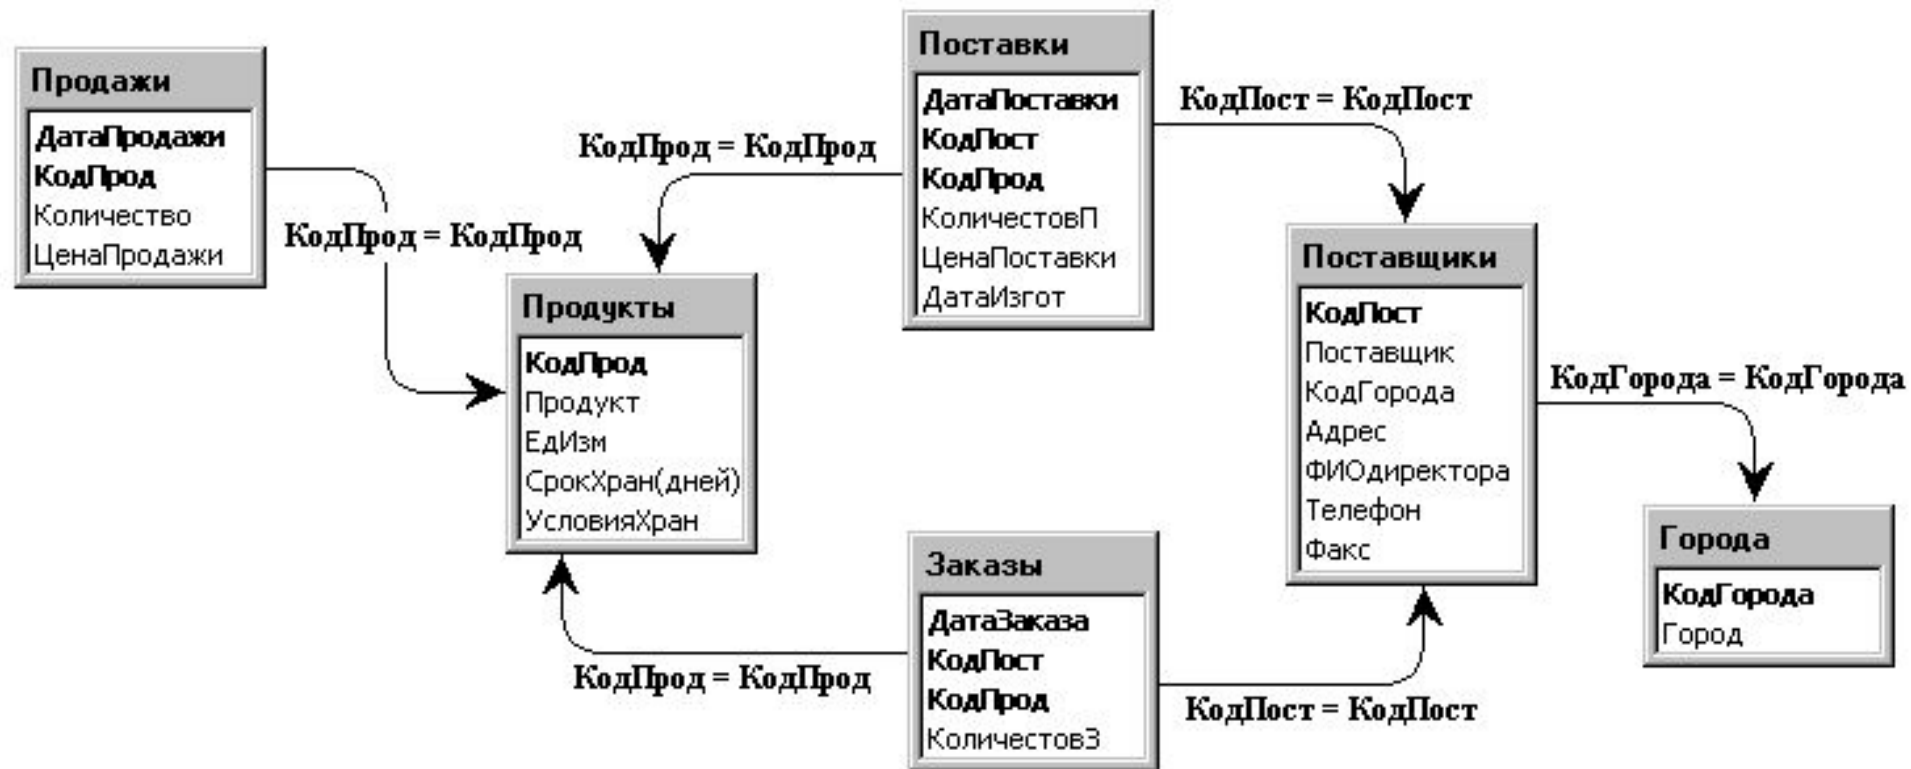 Продажи
ДатаПродажи
КодПрод
Количество
ЦенаПродажи
КодПрод = КодПрод
Поставки
ДатаПоставки
КодПост
КодПрод
КоличестовП
ЦенаПоставки
ДатаИзгот
КодПрод = КодПрод
КодПост = КодПост
Продукты
КодПрод
Продукт
ЕдИзм
СрокХран(дней)
УсловияХран
Поставщики
КодПост
Поставщик
КодГорода
Адрес
ФИОдиректора
Телефон
Факс
КодГорода = КодГорода
Города
КодГорода
Город
Заказы
ДатаЗаказа
КодПост
КодПрод
КоличестовЗ
КодПрод = КодПрод
КодПост = КодПост